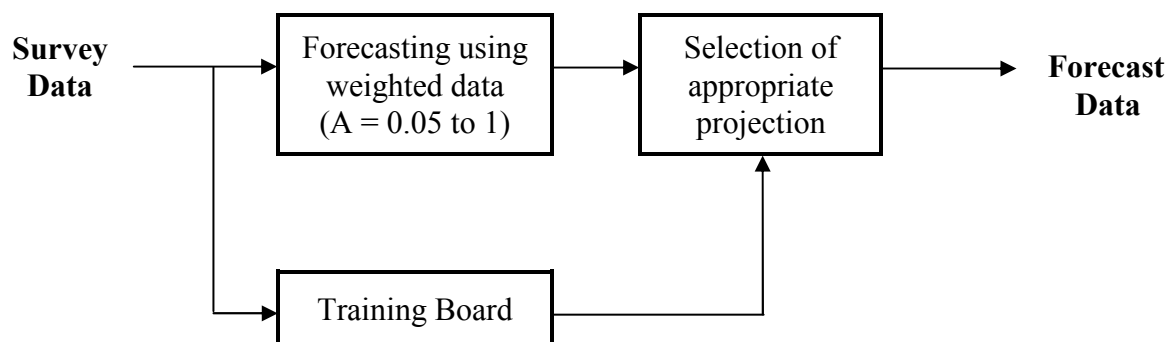 Survey
Data
Forecasting using
weighted data
(A = 0.05 to 1)
Selection of
appropriate
projection
Forecast
Data
Training Board